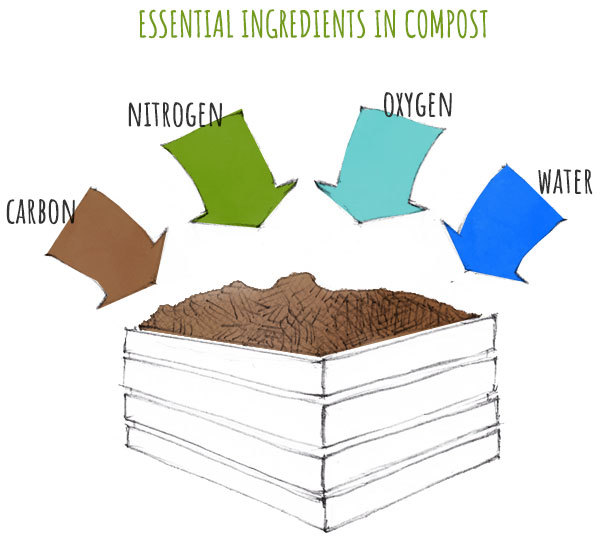 ESSENTIAL INGREDIENTS IN COMPOST
CARBON
NITROGEN
OXYGEN
WATER